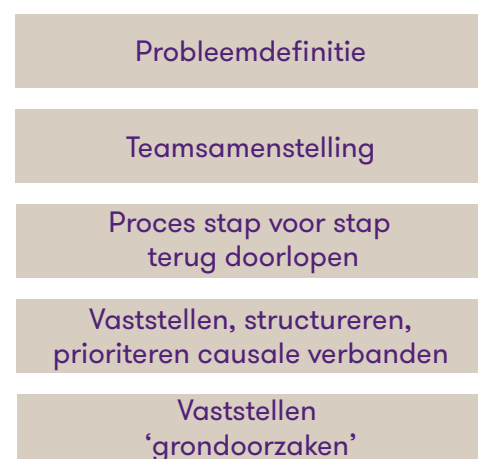 Probleemdefinitie
Teamsamenstelling
Proces stap voor stap
terug doorlopen
Vaststellen, structureren,
prioriteren causale verbanden
Vaststellen
‘grondoorzaken’